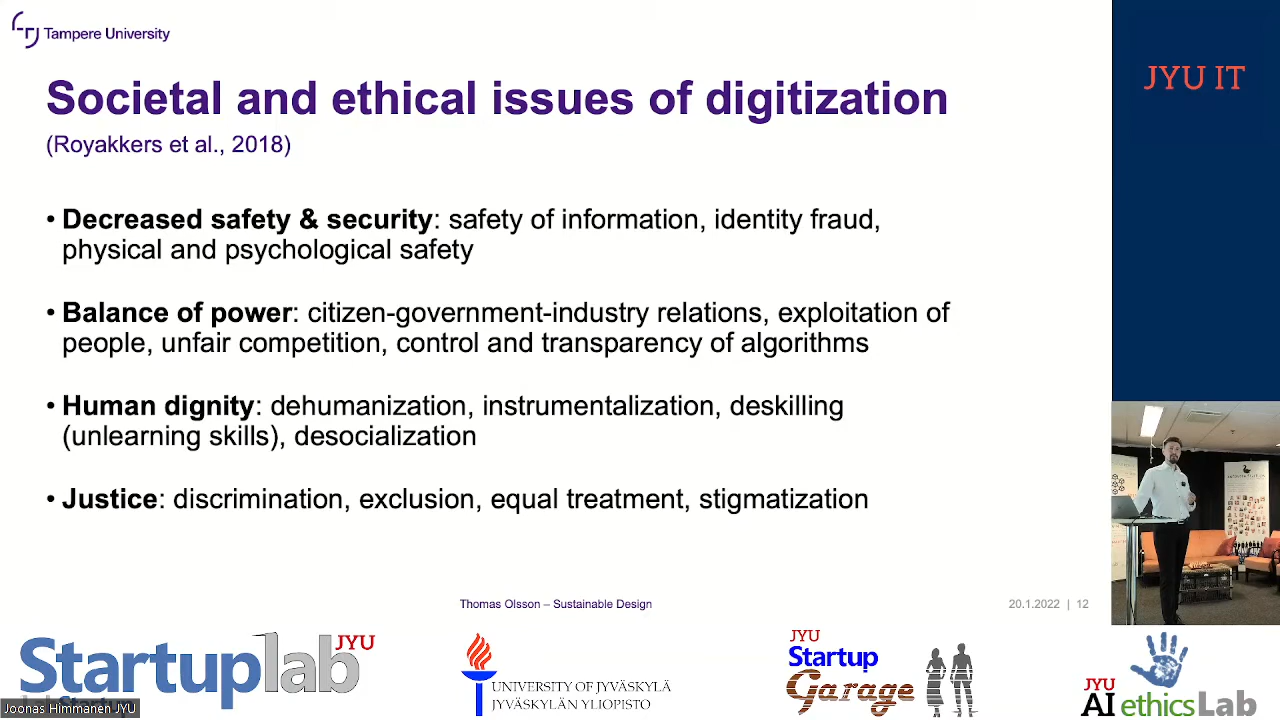 Tampere University
JYU IT
Societal and ethical issues of digitization
(Royakkers et al., 2018)
• Decreased safety & security: safety of information, identity fraud,
physical and psychological safety
• Balance of power: citizen-government-industry relations, exploitation of
people, unfair competition, control and transparency of algorithms
• Human dignity: dehumanization, instrumentalization, deskilling
(unlearning skills), desocialization
• Justice: discrimination, exclusion, equal treatment, stigmatization
Thomas Olsson – Sustainable Design
20.1.2022 | 12
Startuplab JYU
Joonas Himmanen JYU
UNIVERSITY OF JYVÄSKYLÄ
JYVÄSKYLÄN YLIOPISTO
JYU
Startup
Garage
JYU
AI ethicsLab